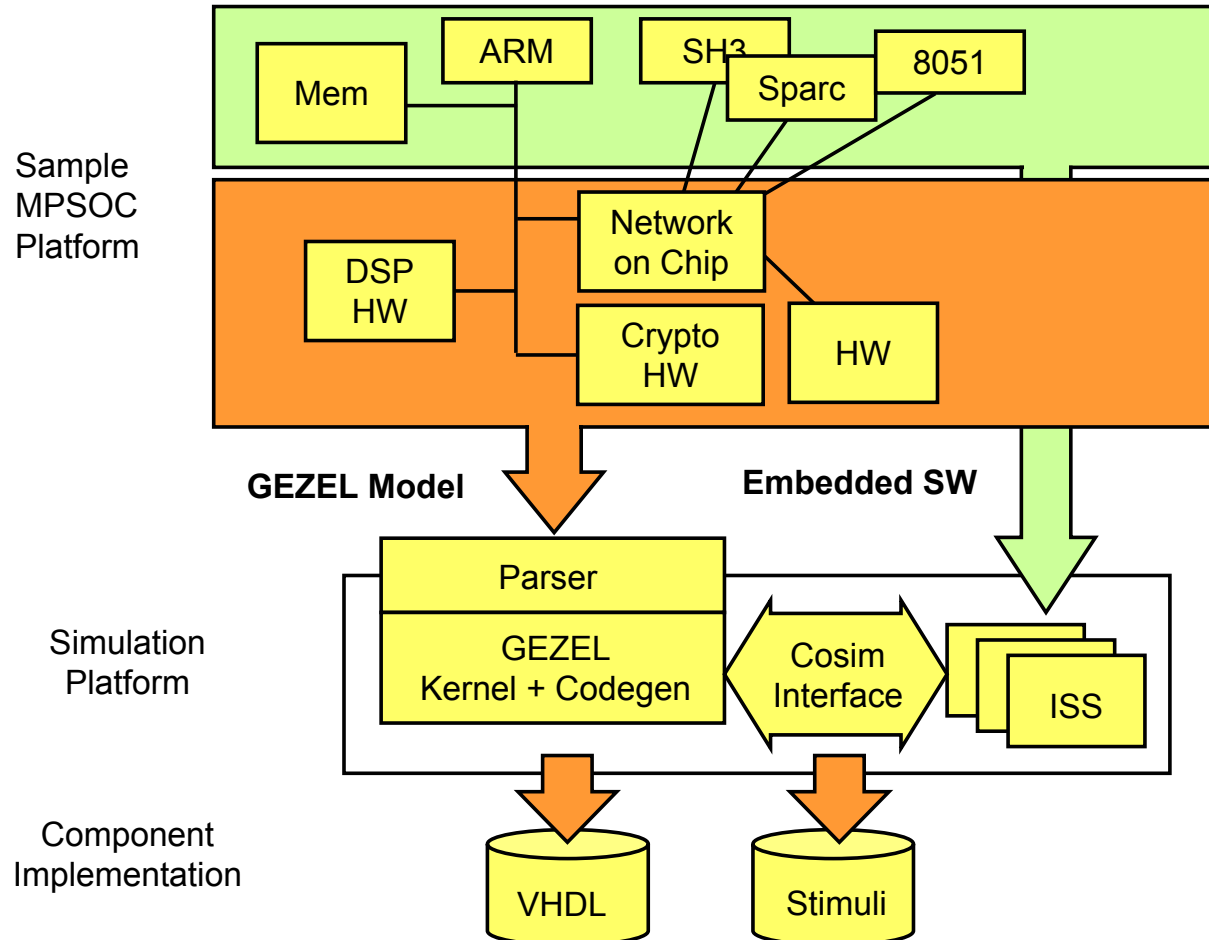 ARM
SH3
8051
Mem
Sparc
Sample
MPSOC
Platform
Network
on Chip
DSP
HW
Crypto
HW
HW
GEZEL Model
Embedded SW
Parser
Simulation
Platform
GEZEL
Kernel + Codegen
Cosim
Interface
ISS
Component
Implementation
VHDL
Stimuli